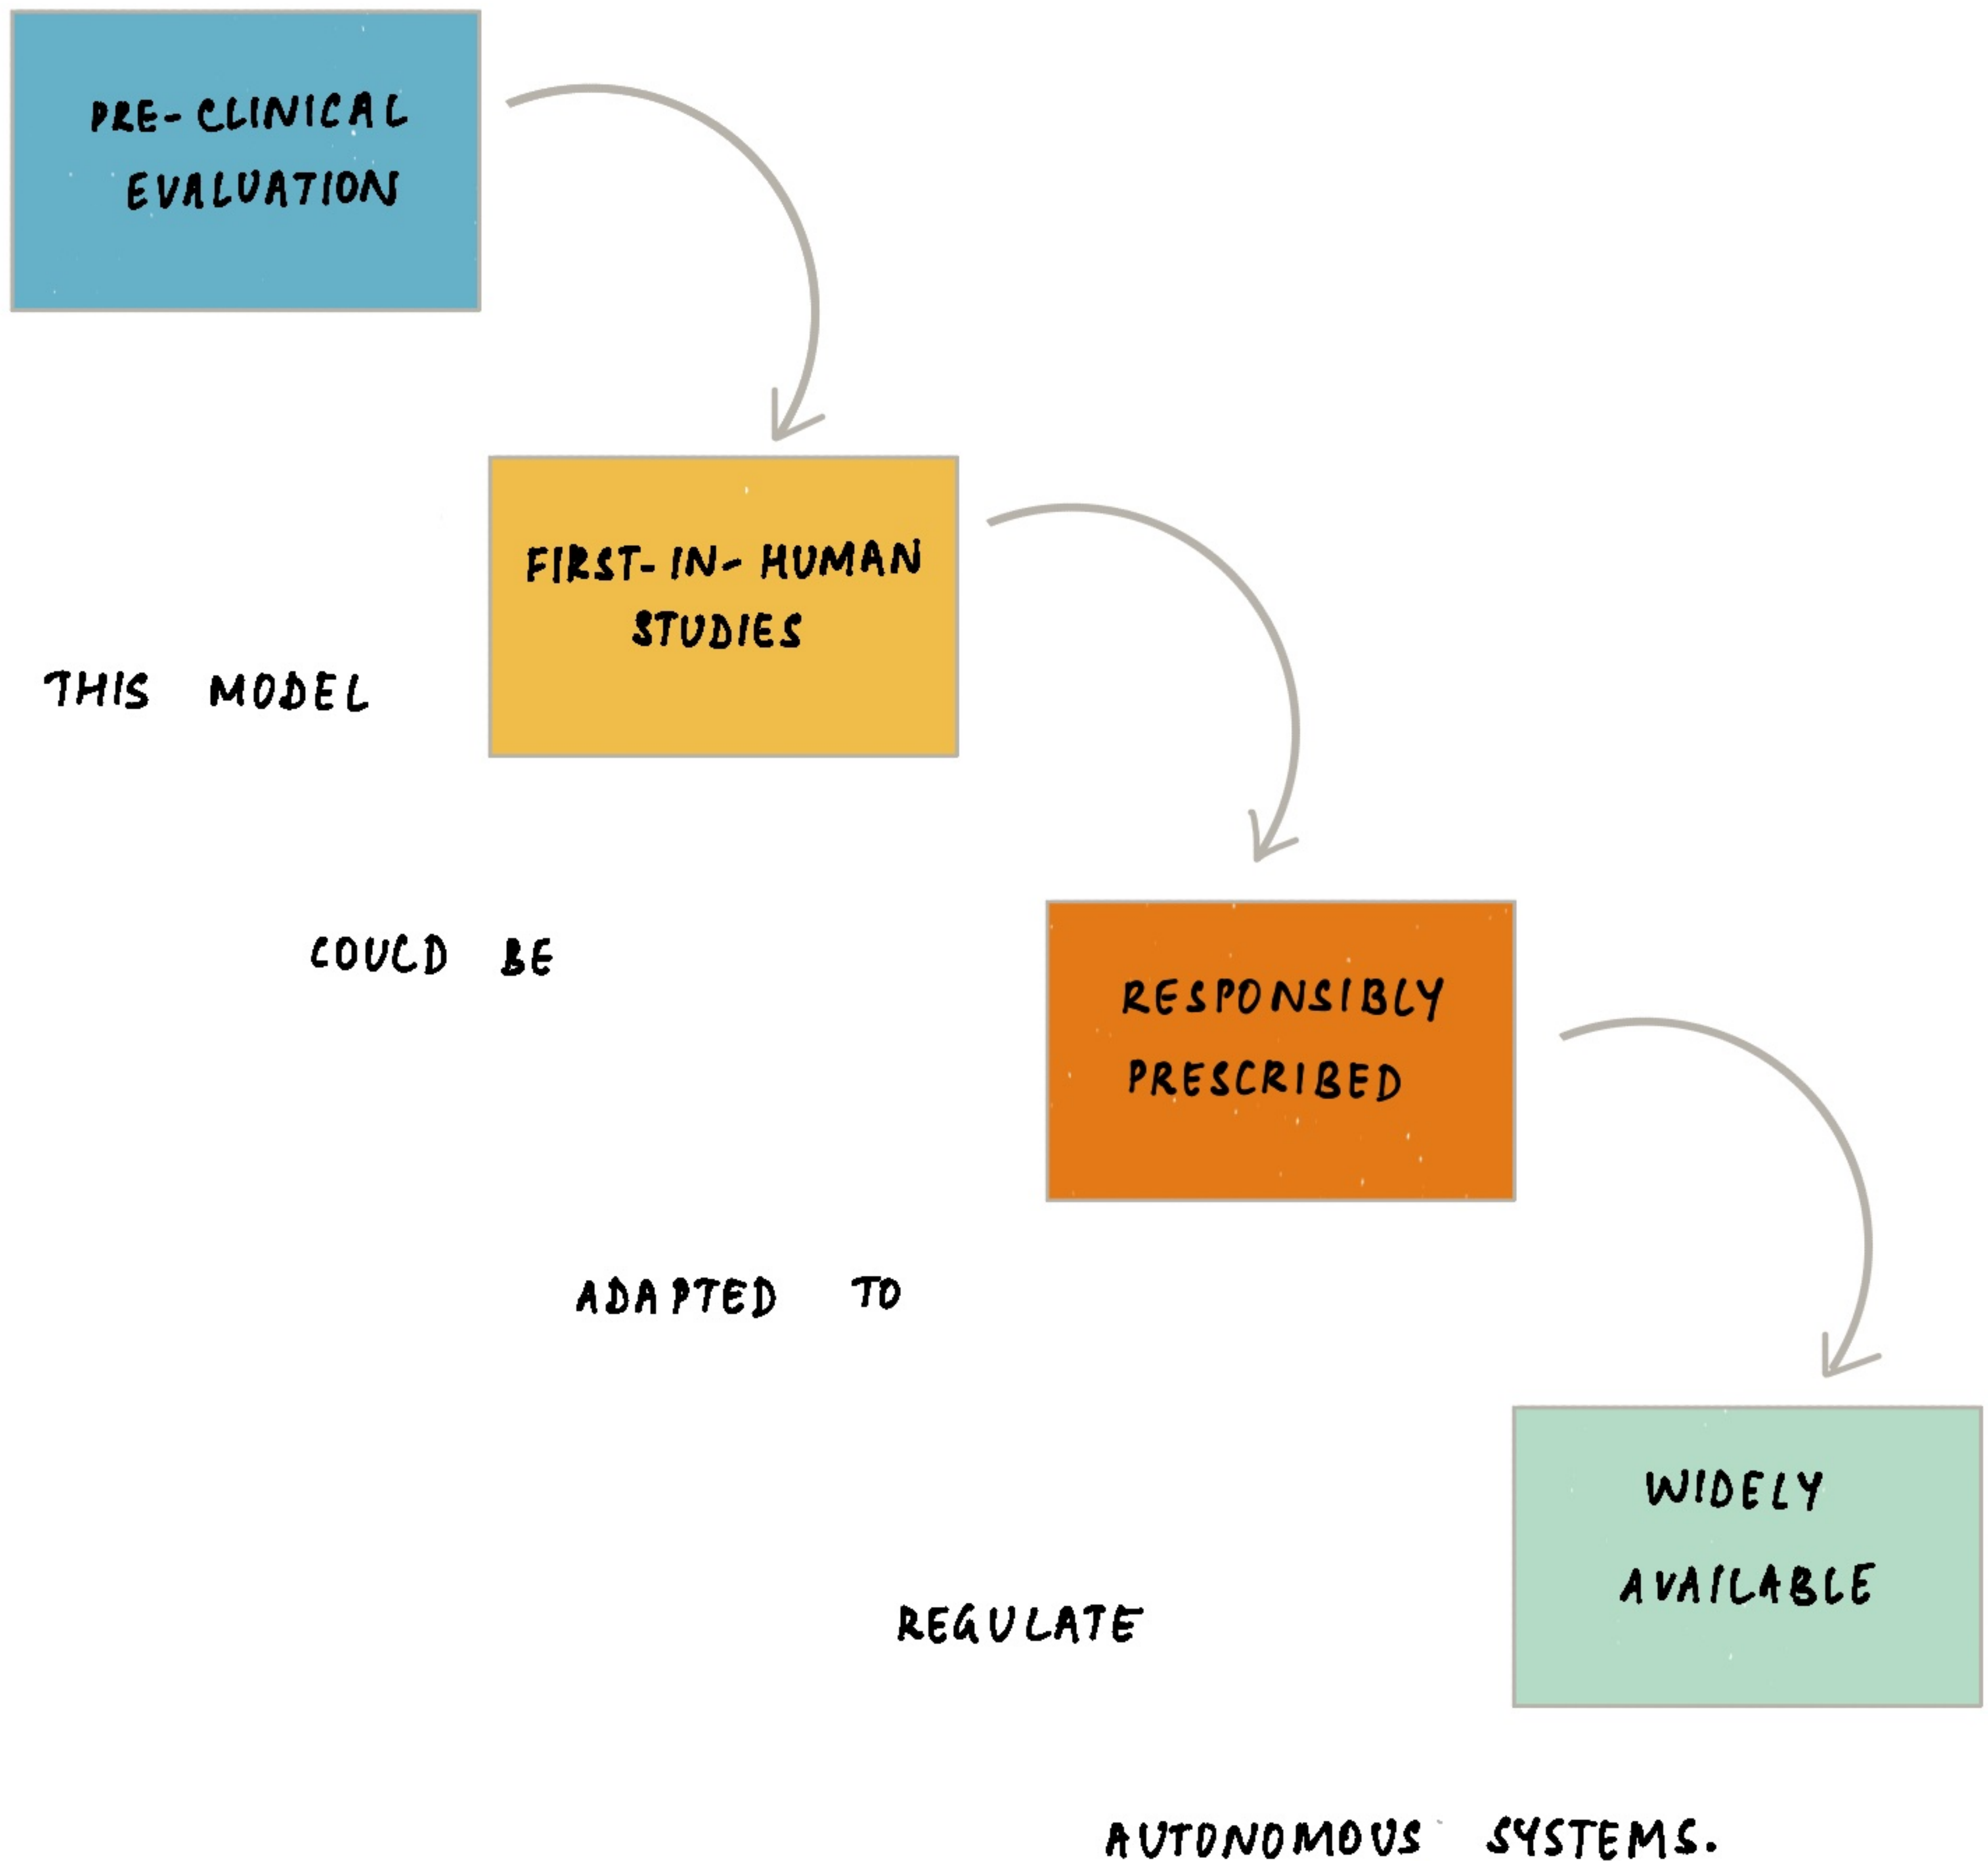 PRE-CLINICAL
EVALUATION
FIRST-IN-HUMAN
STUDIES
RESPONSIBLY
PRESCRIBED
WIDELY
AVAILABLE
THIS MODEL
COULD BE
ADAPTED TO
REGULATE
AUTONOMOUS SYSTEMS.